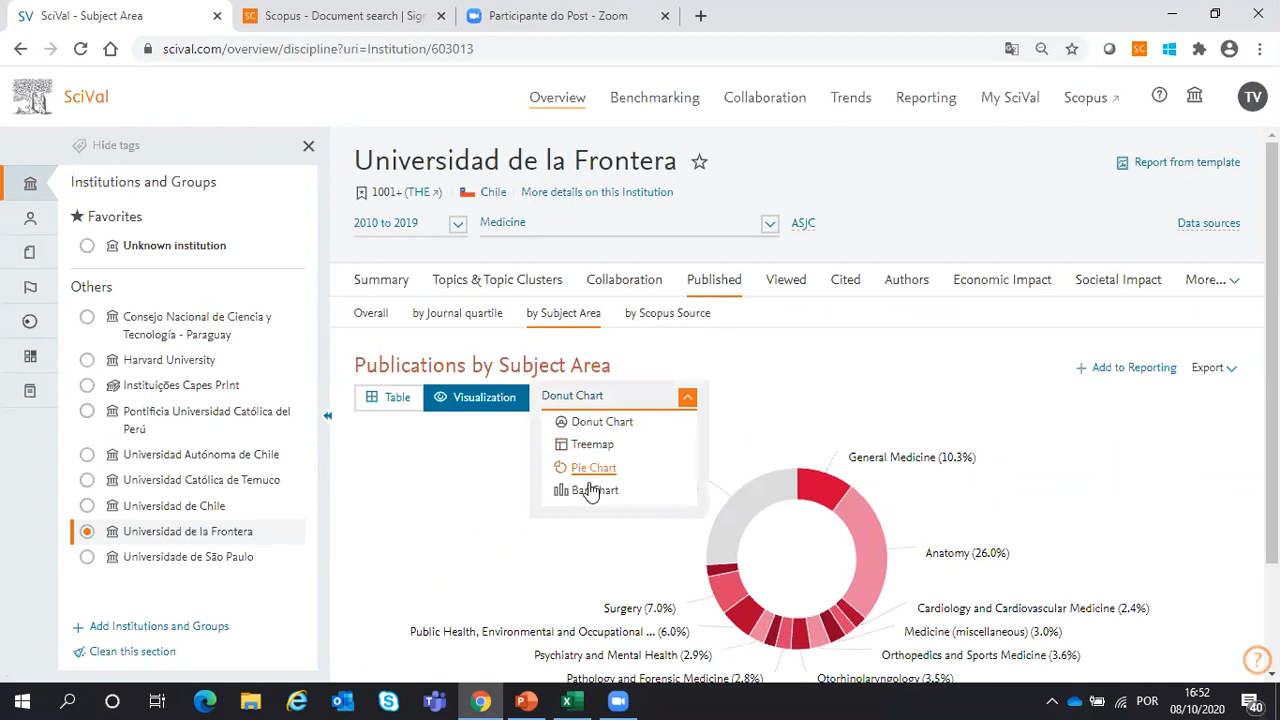 SciVal - Subject Area
Scopus - Document search | Sign
Participante do Post - Zoom
scival.com/overview/discipline?uri=Institution/603013
SciVal
Overview
Benchmarking
Collaboration
Trends
Reporting
My SciVal
Scopus
TV
Hide tags
Institutions and Groups
Favorites
Unknown institution
Others
Consejo Nacional de Ciencia y
Tecnología - Paraguay
Harvard University
Instituições Capes PrInt
Pontificia Universidad Católica del
Perú
Universidad Autónoma de Chile
Universidad Católica de Temuco
Universidad de Chile
Universidad de la Frontera
Universidade de São Paulo
+ Add Institutions and Groups
Clean this section
Universidad de la Frontera
Report from template
1001+ (THE) Chile More details on this Institution
2010 to 2019 Medicine ASJC
Data sources
Summary Topics & Topic Clusters Collaboration Published Viewed Cited Authors Economic Impact Societal Impact More...
Overall by Journal quartile by Subject Area by Scopus Source
Publications by Subject Area
+ Add to Reporting Export
Table Visualization Donut Chart
Donut Chart
Treemap
Pie Chart
Bar Chart
General Medicine (10.3%)
Anatomy (26.0%)
Surgery (7.0%)
Cardiology and Cardiovascular Medicine (2.4%)
Public Health, Environmental and Occupational ... (6.0%)
Medicine (miscellaneous) (3.0%)
Psychiatry and Mental Health (2.9%)
Orthopedics and Sports Medicine (3.6%)
Pathology and Forensic Medicine (2.8%)
Otorhinolaryngology (3.5%)
POR
16:52
08/10/2020
40